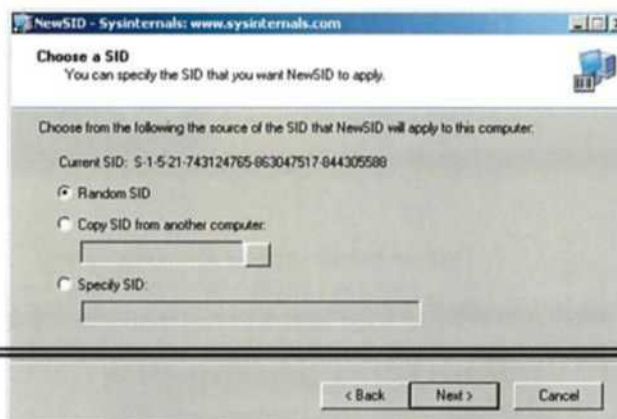 NewSID - Sysinternals: www.sysinternals.com
Choose a SID
You can specify the SID that you want NewSID to apply.
Choose from the following the source of the SID that NewSID will apply to this computer:
Current SID: S-1-5-21-743124765-863047517-844305588
Random SID
Copy SID from another computer:
Specify SID:
< Back Next > Cancel